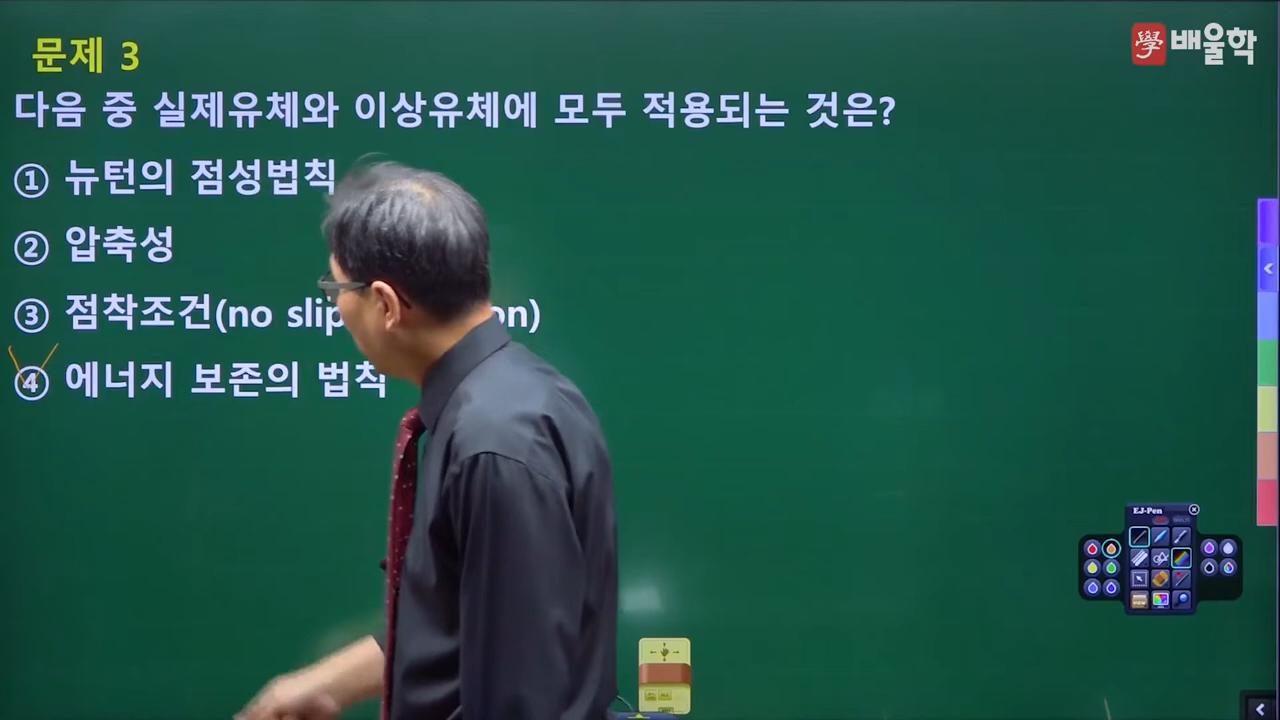 문제 3
學 배울학
다음 중 실제유체와 이상유체에 모두 적용되는 것은?
① 뉴턴의 점성법칙
② 압축성
③ 점착조건(no slip on)
④ 에너지 보존의 법칙
EJ-Pen